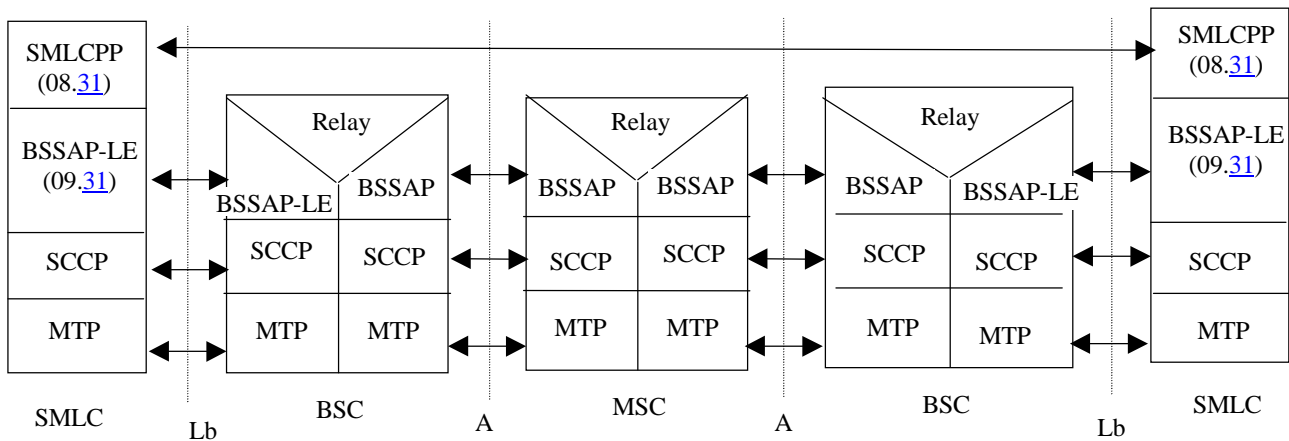 SMLCPP
(08.31)
SMLCPP
(08.31)
Relay
Relay
Relay
BSSAP-LE
(09.31)
BSSAP-LE
BSSAP
BSSAP
BSSAP
BSSAP
BSSAP-LE
BSSAP-LE
(09.31)
SCCP
SCCP
SCCP
SCCP
SCCP
SCCP
SCCP
SCCP
MTP
MTP
MTP
MTP
MTP
MTP
MTP
MTP
SMLC
Lb
BSC
A
MSC
A
BSC
Lb
SMLC